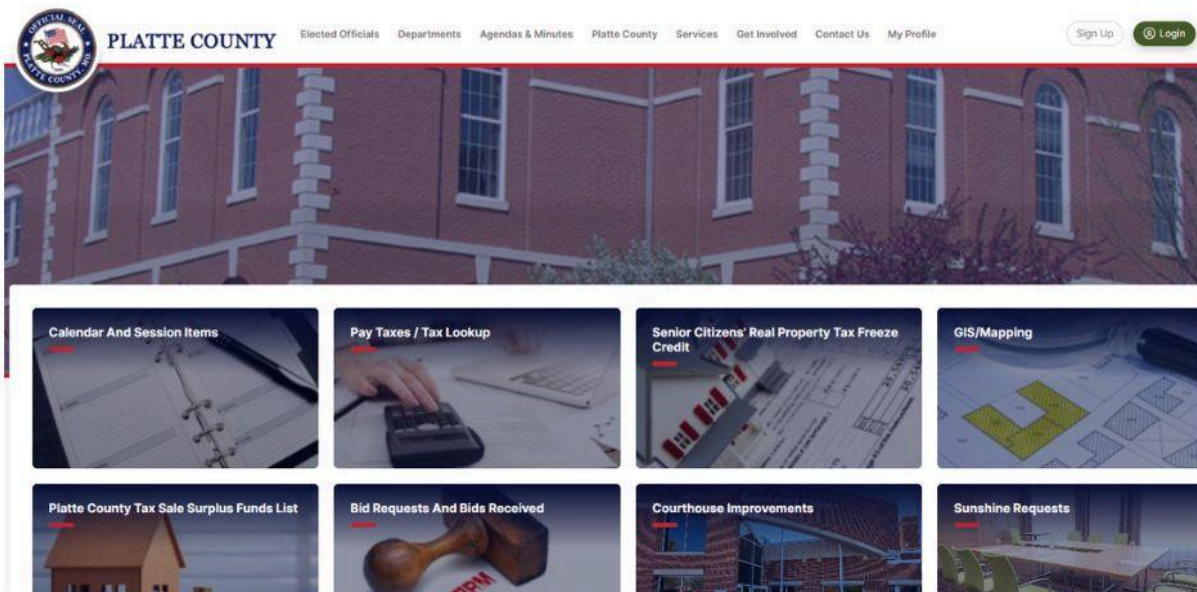 OFFICIAL SEAL
PLATTE COUNTY, MO.
PLATTE COUNTY
Elected Officials Departments Agendas & Minutes Platte County Services Get Involved Contact Us My Profile
Sign Up
Login
Calendar And Session Items
Pay Taxes / Tax Lookup
Senior Citizens' Real Property Tax Freeze
Credit
GIS/Mapping
Platte County Tax Sale Surplus Funds List
Bid Requests And Bids Received
Courthouse Improvements
Sunshine Requests